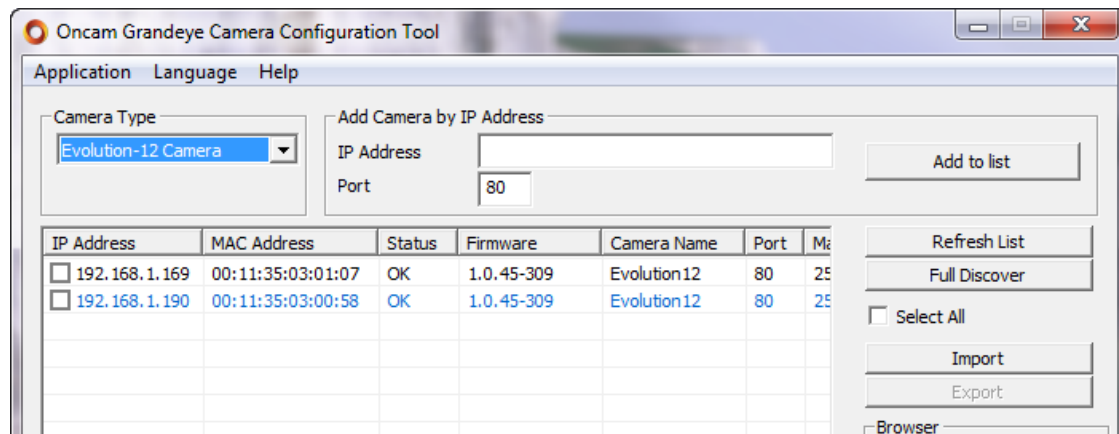 Oncam Grandeye Camera Configuration Tool
Application Language Help
Camera Type
Evolution-12 Camera
Add Camera by IP Address
IP Address
Port 80
Add to list
IP Address MAC Address Status Firmware Camera Name Port Ma
192.168.1.169 00:11:35:03:01:07 OK 1.0.45-309 Evolution12 80 25
192.168.1.190 00:11:35:03:00:58 OK 1.0.45-309 Evolution12 80 25
Refresh List
Full Discover
Select All
Import
Export
Browser